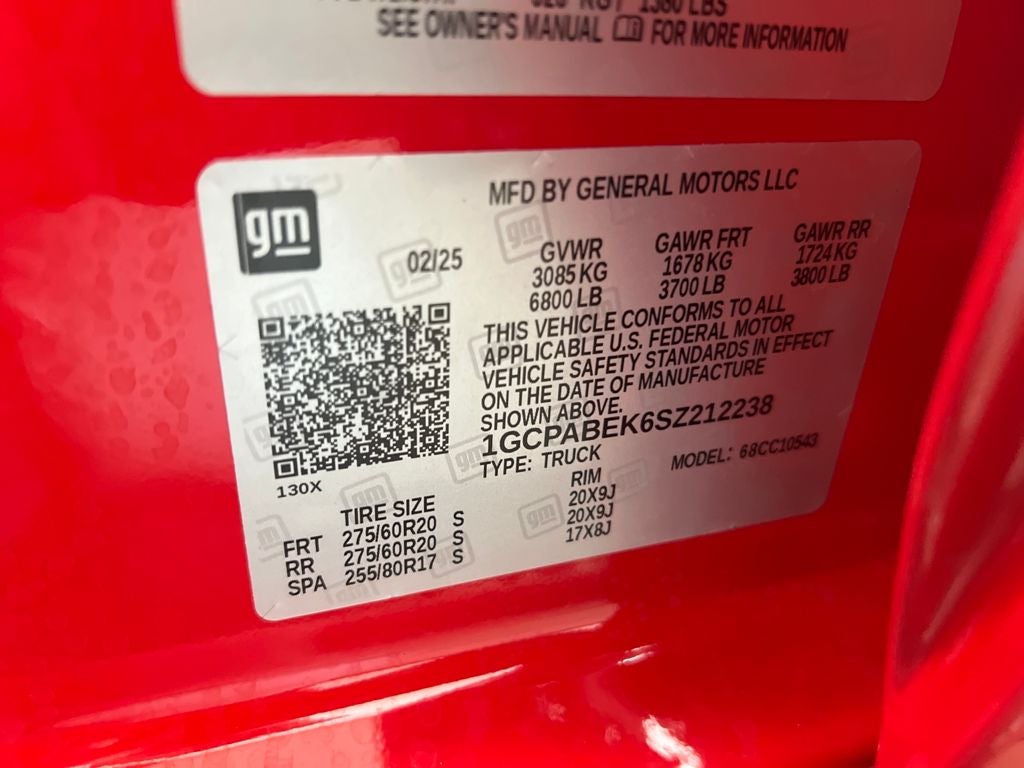 1380 LBS
SEE OWNER'S MANUAL FOR MORE INFORMATION
gm
MFD BY GENERAL MOTORS LLC
02/25
GVWR GAWR FRT GAWR RR
3085 KG 1678 KG 1724 KG
6800 LB 3700 LB 3800 LB
THIS VEHICLE CONFORMS TO ALL
APPLICABLE U.S. FEDERAL MOTOR
VEHICLE SAFETY STANDARDS IN EFFECT
ON THE DATE OF MANUFACTURE
SHOWN ABOVE.
1GCPABEK6SZ212238
TYPE: TRUCK MODEL: 68CC10543
130X
TIRE SIZE RIM
FRT 275/60R20 S 20X9J
RR 275/60R20 S 20X9J
SPA 255/80R17 S 17X8J